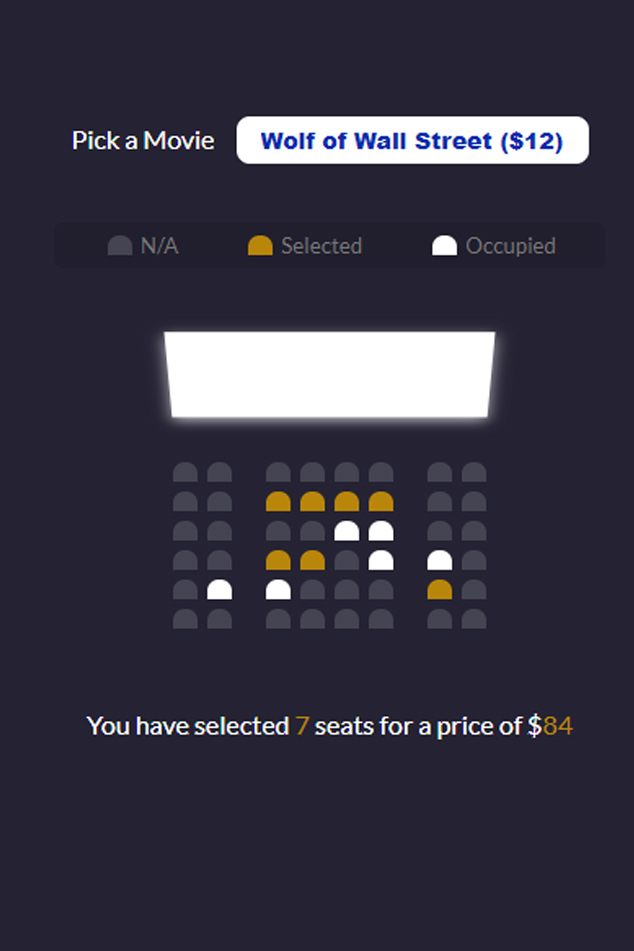 Pick a Movie Wolf of Wall Street ($12)
N/A Selected Occupied
You have selected 7 seats for a price of $84